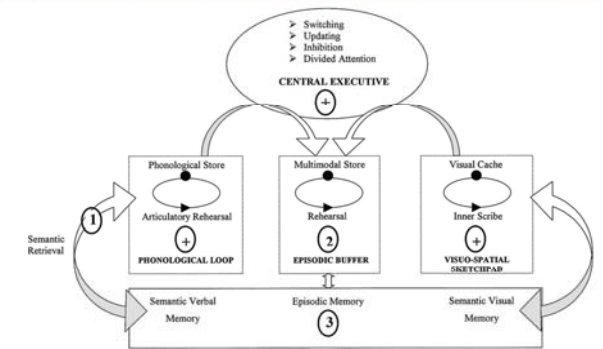 ➢ Switching
➢ Updating
➢ Inhibition
➢ Divided Attention
CENTRAL EXECUTIVE
+
Phonological Store
Articulatory Rehearsal
+
PHONOLOGICAL LOOP
Multimodal Store
Rehearsal
2
EPISODIC BUFFER
Visual Cache
Inner Scribe
+
VISUO-SPATIAL
SKETCHPAD
1
Semantic
Retrieval
Semantic Verbal
Memory
Episodic Memory
3
Semantic Visual
Memory